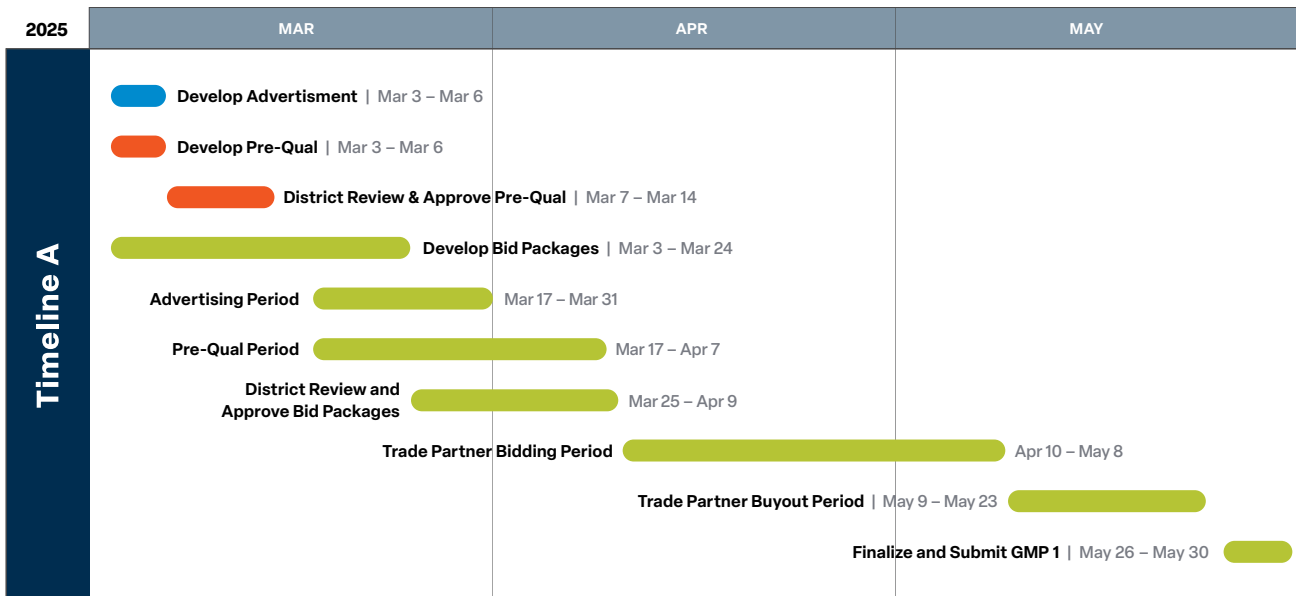 2025 MAR APR MAY
Timeline A
Develop Advertisment | Mar 3 – Mar 6
Develop Pre-Qual | Mar 3 – Mar 6
District Review & Approve Pre-Qual | Mar 7 – Mar 14
Develop Bid Packages | Mar 3 – Mar 24
Advertising Period Mar 17 – Mar 31
Pre-Qual Period Mar 17 – Apr 7
District Review and
Approve Bid Packages Mar 25 – Apr 9
Trade Partner Bidding Period Apr 10 – May 8
Trade Partner Buyout Period | May 9 – May 23
Finalize and Submit GMP 1 | May 26 – May 30